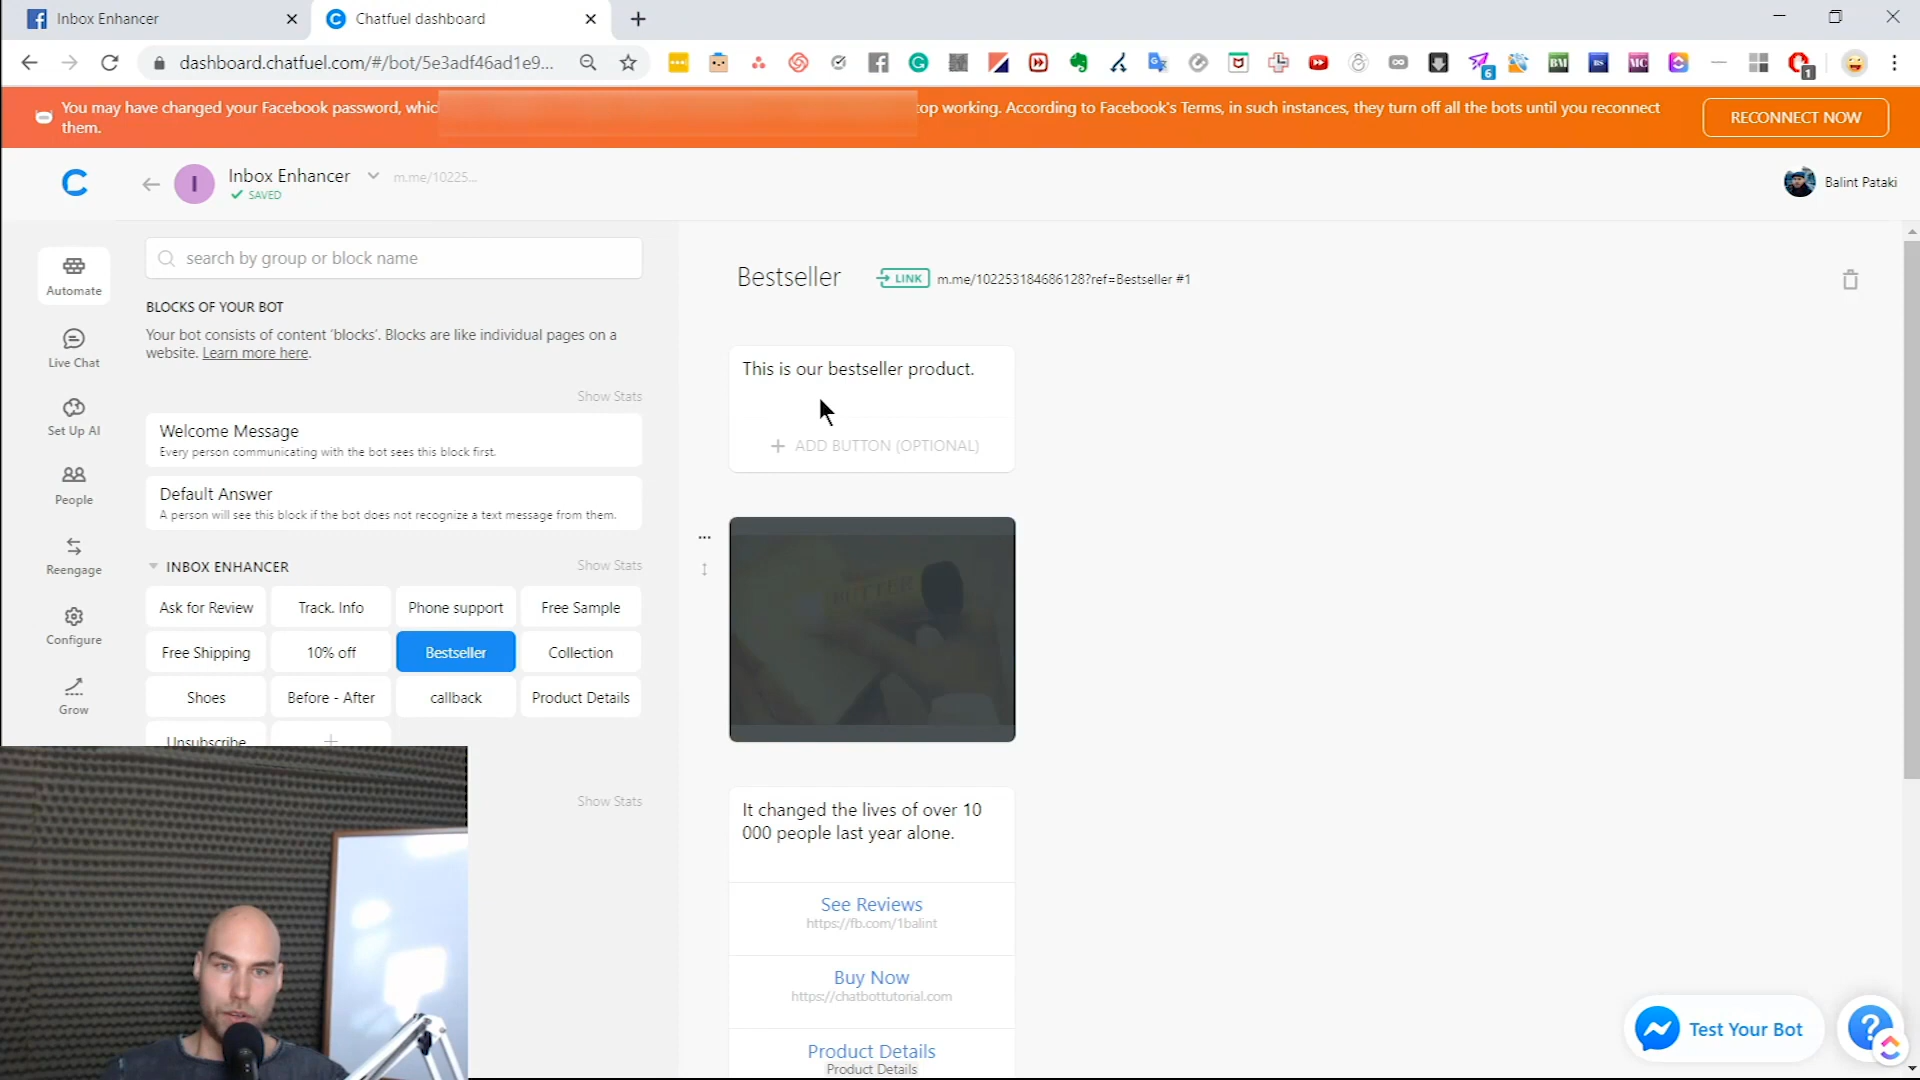 Inbox Enhancer
Chatfuel dashboard
dashboard.chatfuel.com/#/bot/5e3adf46ad1e9...
6
BM
BS
MC
1
You may have changed your Facebook password, whic
top working. According to Facebook's Terms, in such instances, they turn off all the bots until you reconnect
them.
RECONNECT NOW
I
Inbox Enhancer
m.me/10225...
SAVED
Balint Pataki
Automate
Live Chat
Set Up AI
People
Reengage
Configure
Grow
search by group or block name
BLOCKS OF YOUR BOT
Your bot consists of content 'blocks'. Blocks are like individual pages on a
website. Learn more here.
Show Stats
Welcome Message
Every person communicating with the bot sees this block first.
Default Answer
A person will see this block if the bot does not recognize a text message from them.
INBOX ENHANCER
Show Stats
Ask for Review
Track. Info
Phone support
Free Sample
Free Shipping
10% off
Bestseller
Collection
Shoes
Before - After
callback
Product Details
Unsubscribe
Show Stats
Bestseller
LINK
m.me/102253184686128?ref=Bestseller #1
This is our bestseller product.
ADD BUTTON (OPTIONAL)
BUTTER
It changed the lives of over 10
000 people last year alone.
See Reviews
https://fb.com/1balint
Buy Now
https://chatbottutorial.com
Product Details
Product Details
Test Your Bot